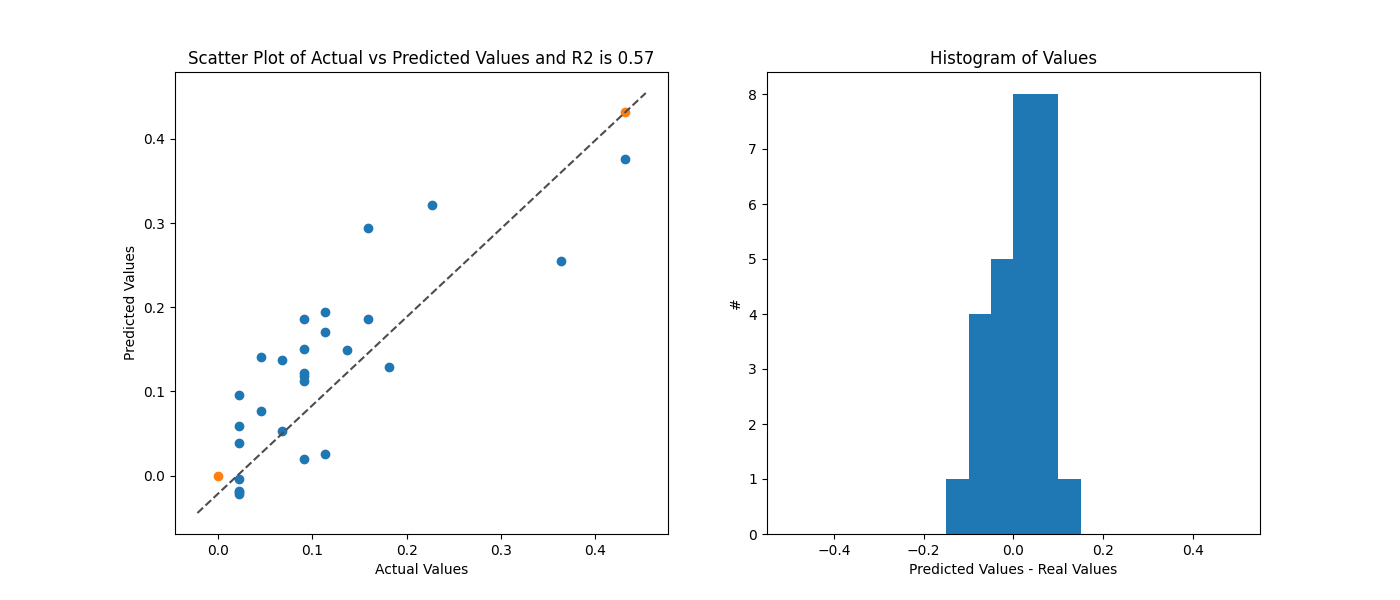 Scatter Plot of Actual vs Predicted Values and R2 is 0.57
Predicted Values
0.4
0.3
0.2
0.1
0.0
0.0 0.1 0.2 0.3 0.4
Actual Values
Histogram of Values
#
8
7
6
5
4
3
2
1
0
−0.4 −0.2 0.0 0.2 0.4
Predicted Values - Real Values